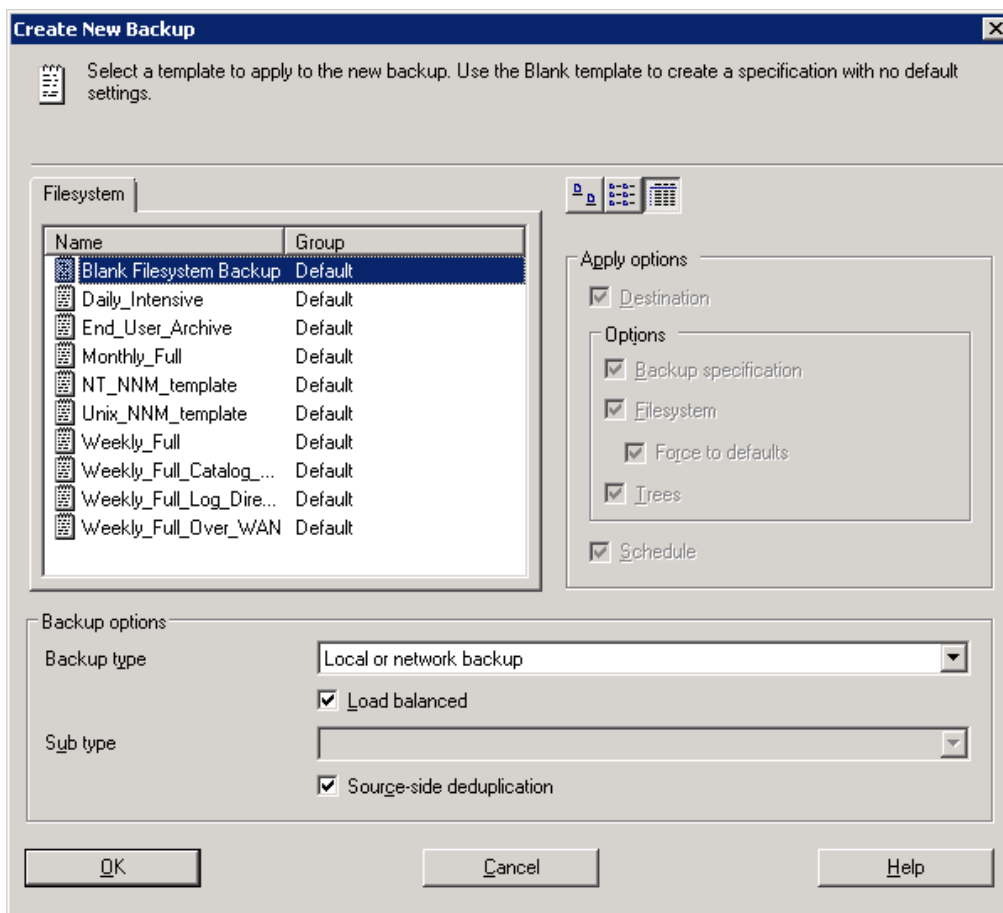 Create New Backup
Select a template to apply to the new backup. Use the Blank template to create a specification with no default
settings.
Filesystem
Name Group
Blank Filesystem Backup Default
Daily_Intensive Default
End_User_Archive Default
Monthly_Full Default
NT_NNM_template Default
Unix_NNM_template Default
Weekly_Full Default
Weekly_Full_Catalog_... Default
Weekly_Full_Log_Dire... Default
Weekly_Full_Over_WAN Default
Apply options
Destination
Options
Backup specification
Filesystem
Force to defaults
Trees
Schedule
Backup options
Backup type Local or network backup
Load balanced
Sub type
Source-side deduplication
OK Cancel Help